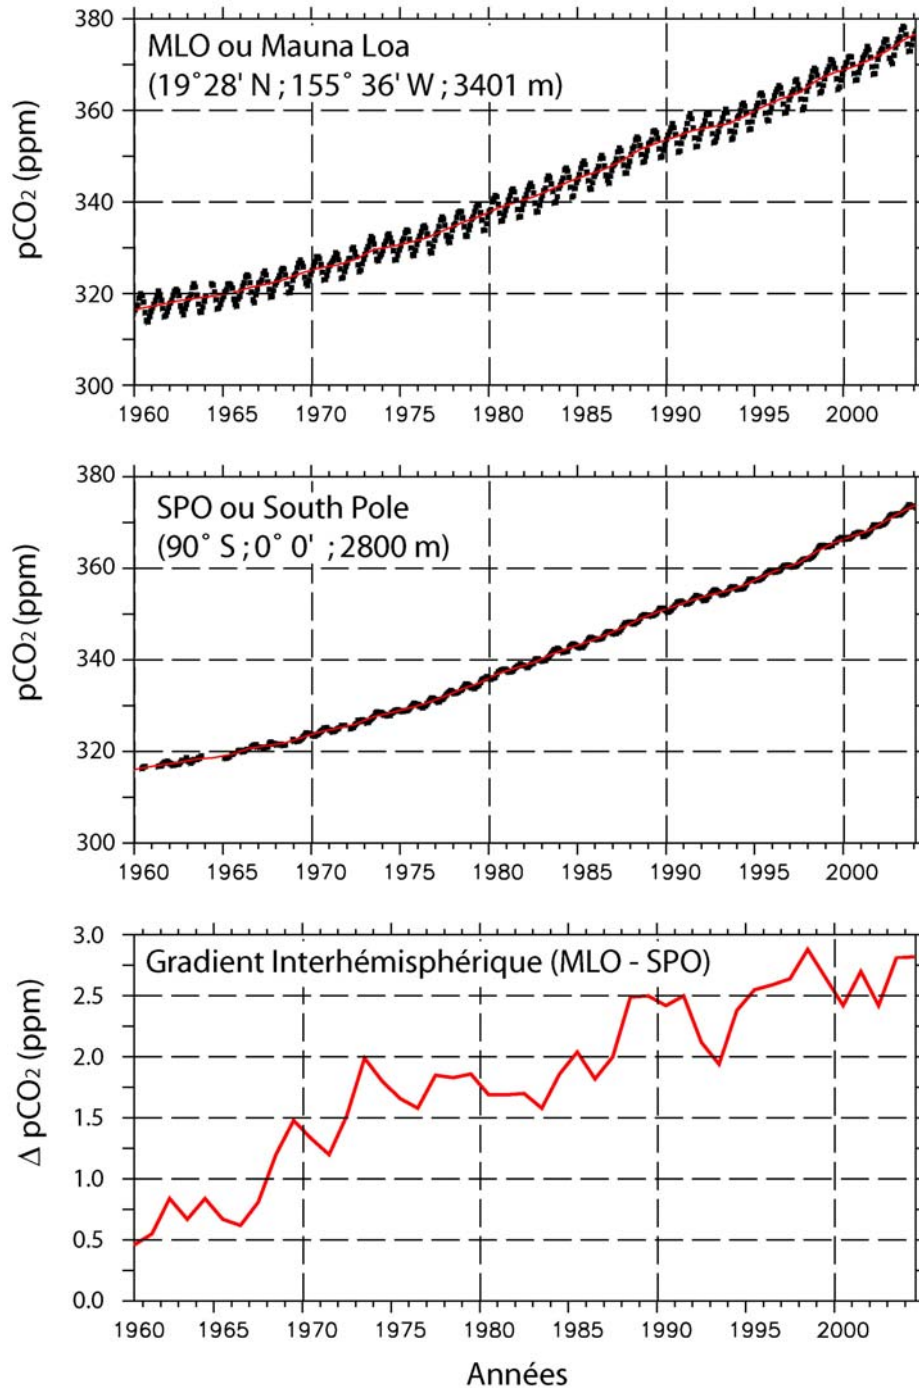 MLO ou Mauna Loa
(19°28' N ; 155° 36' W ; 3401 m)
pCO₂ (ppm)
380
360
340
320
300
1960 1965 1970 1975 1980 1985 1990 1995 2000
SPO ou South Pole
(90° S ; 0° 0' ; 2800 m)
pCO₂ (ppm)
380
360
340
320
300
1960 1965 1970 1975 1980 1985 1990 1995 2000
Gradient Interhémisphérique (MLO - SPO)
Δ pCO₂ (ppm)
3.0
2.5
2.0
1.5
1.0
0.5
0.0
1960 1965 1970 1975 1980 1985 1990 1995 2000
Années